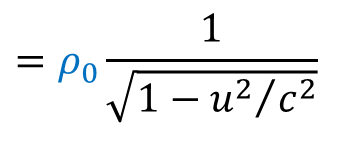 = ρ₀ 1/√(1 − u²/c²)